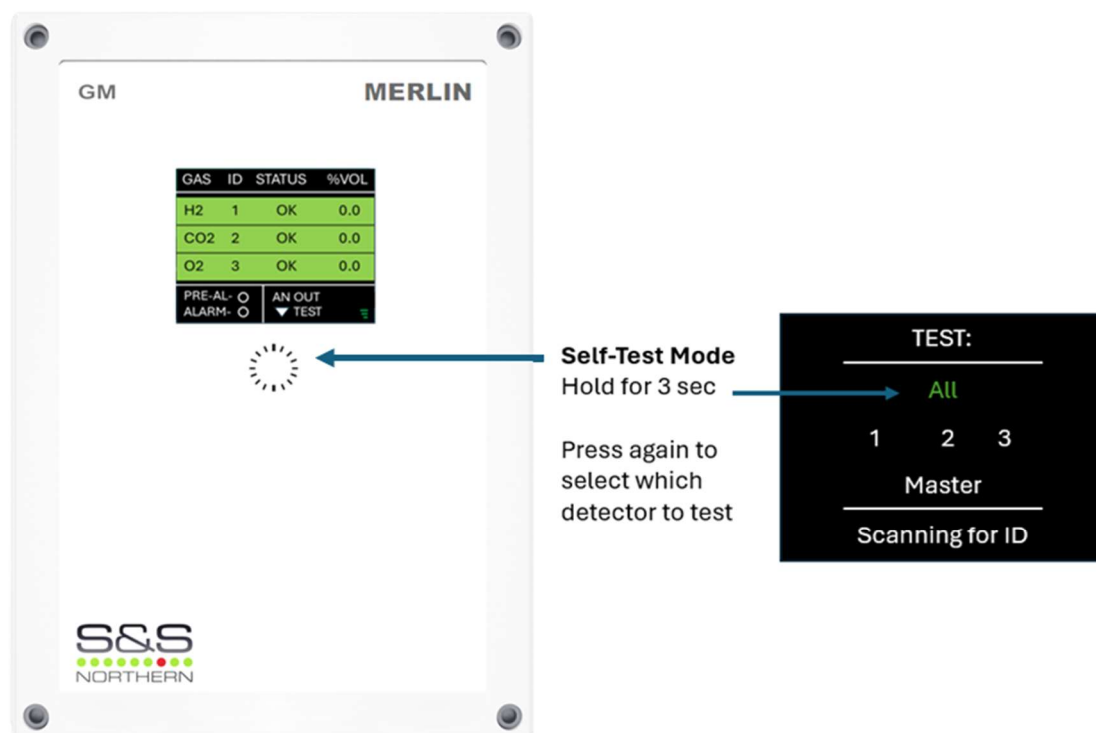 GM MERLIN
GAS ID STATUS %VOL
H2 1 OK 0.0
CO2 2 OK 0.0
O2 3 OK 0.0
PRE-AL- AN OUT
ALARM- TEST
Self-Test Mode
Hold for 3 sec
Press again to
select which
detector to test
TEST:
All
1 2 3
Master
Scanning for ID
S&S
NORTHERN